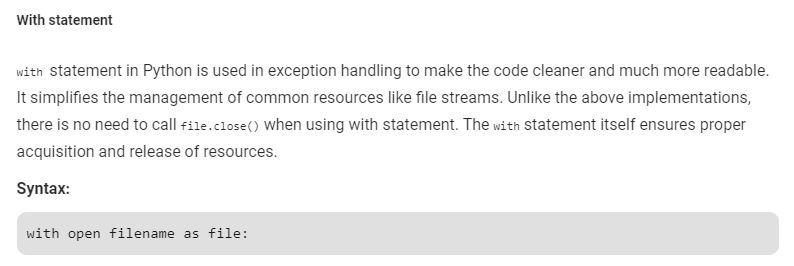 With statement
with statement in Python is used in exception handling to make the code cleaner and much more readable.
It simplifies the management of common resources like file streams. Unlike the above implementations,
there is no need to call file.close() when using with statement. The with statement itself ensures proper
acquisition and release of resources.
Syntax:
with open filename as file: